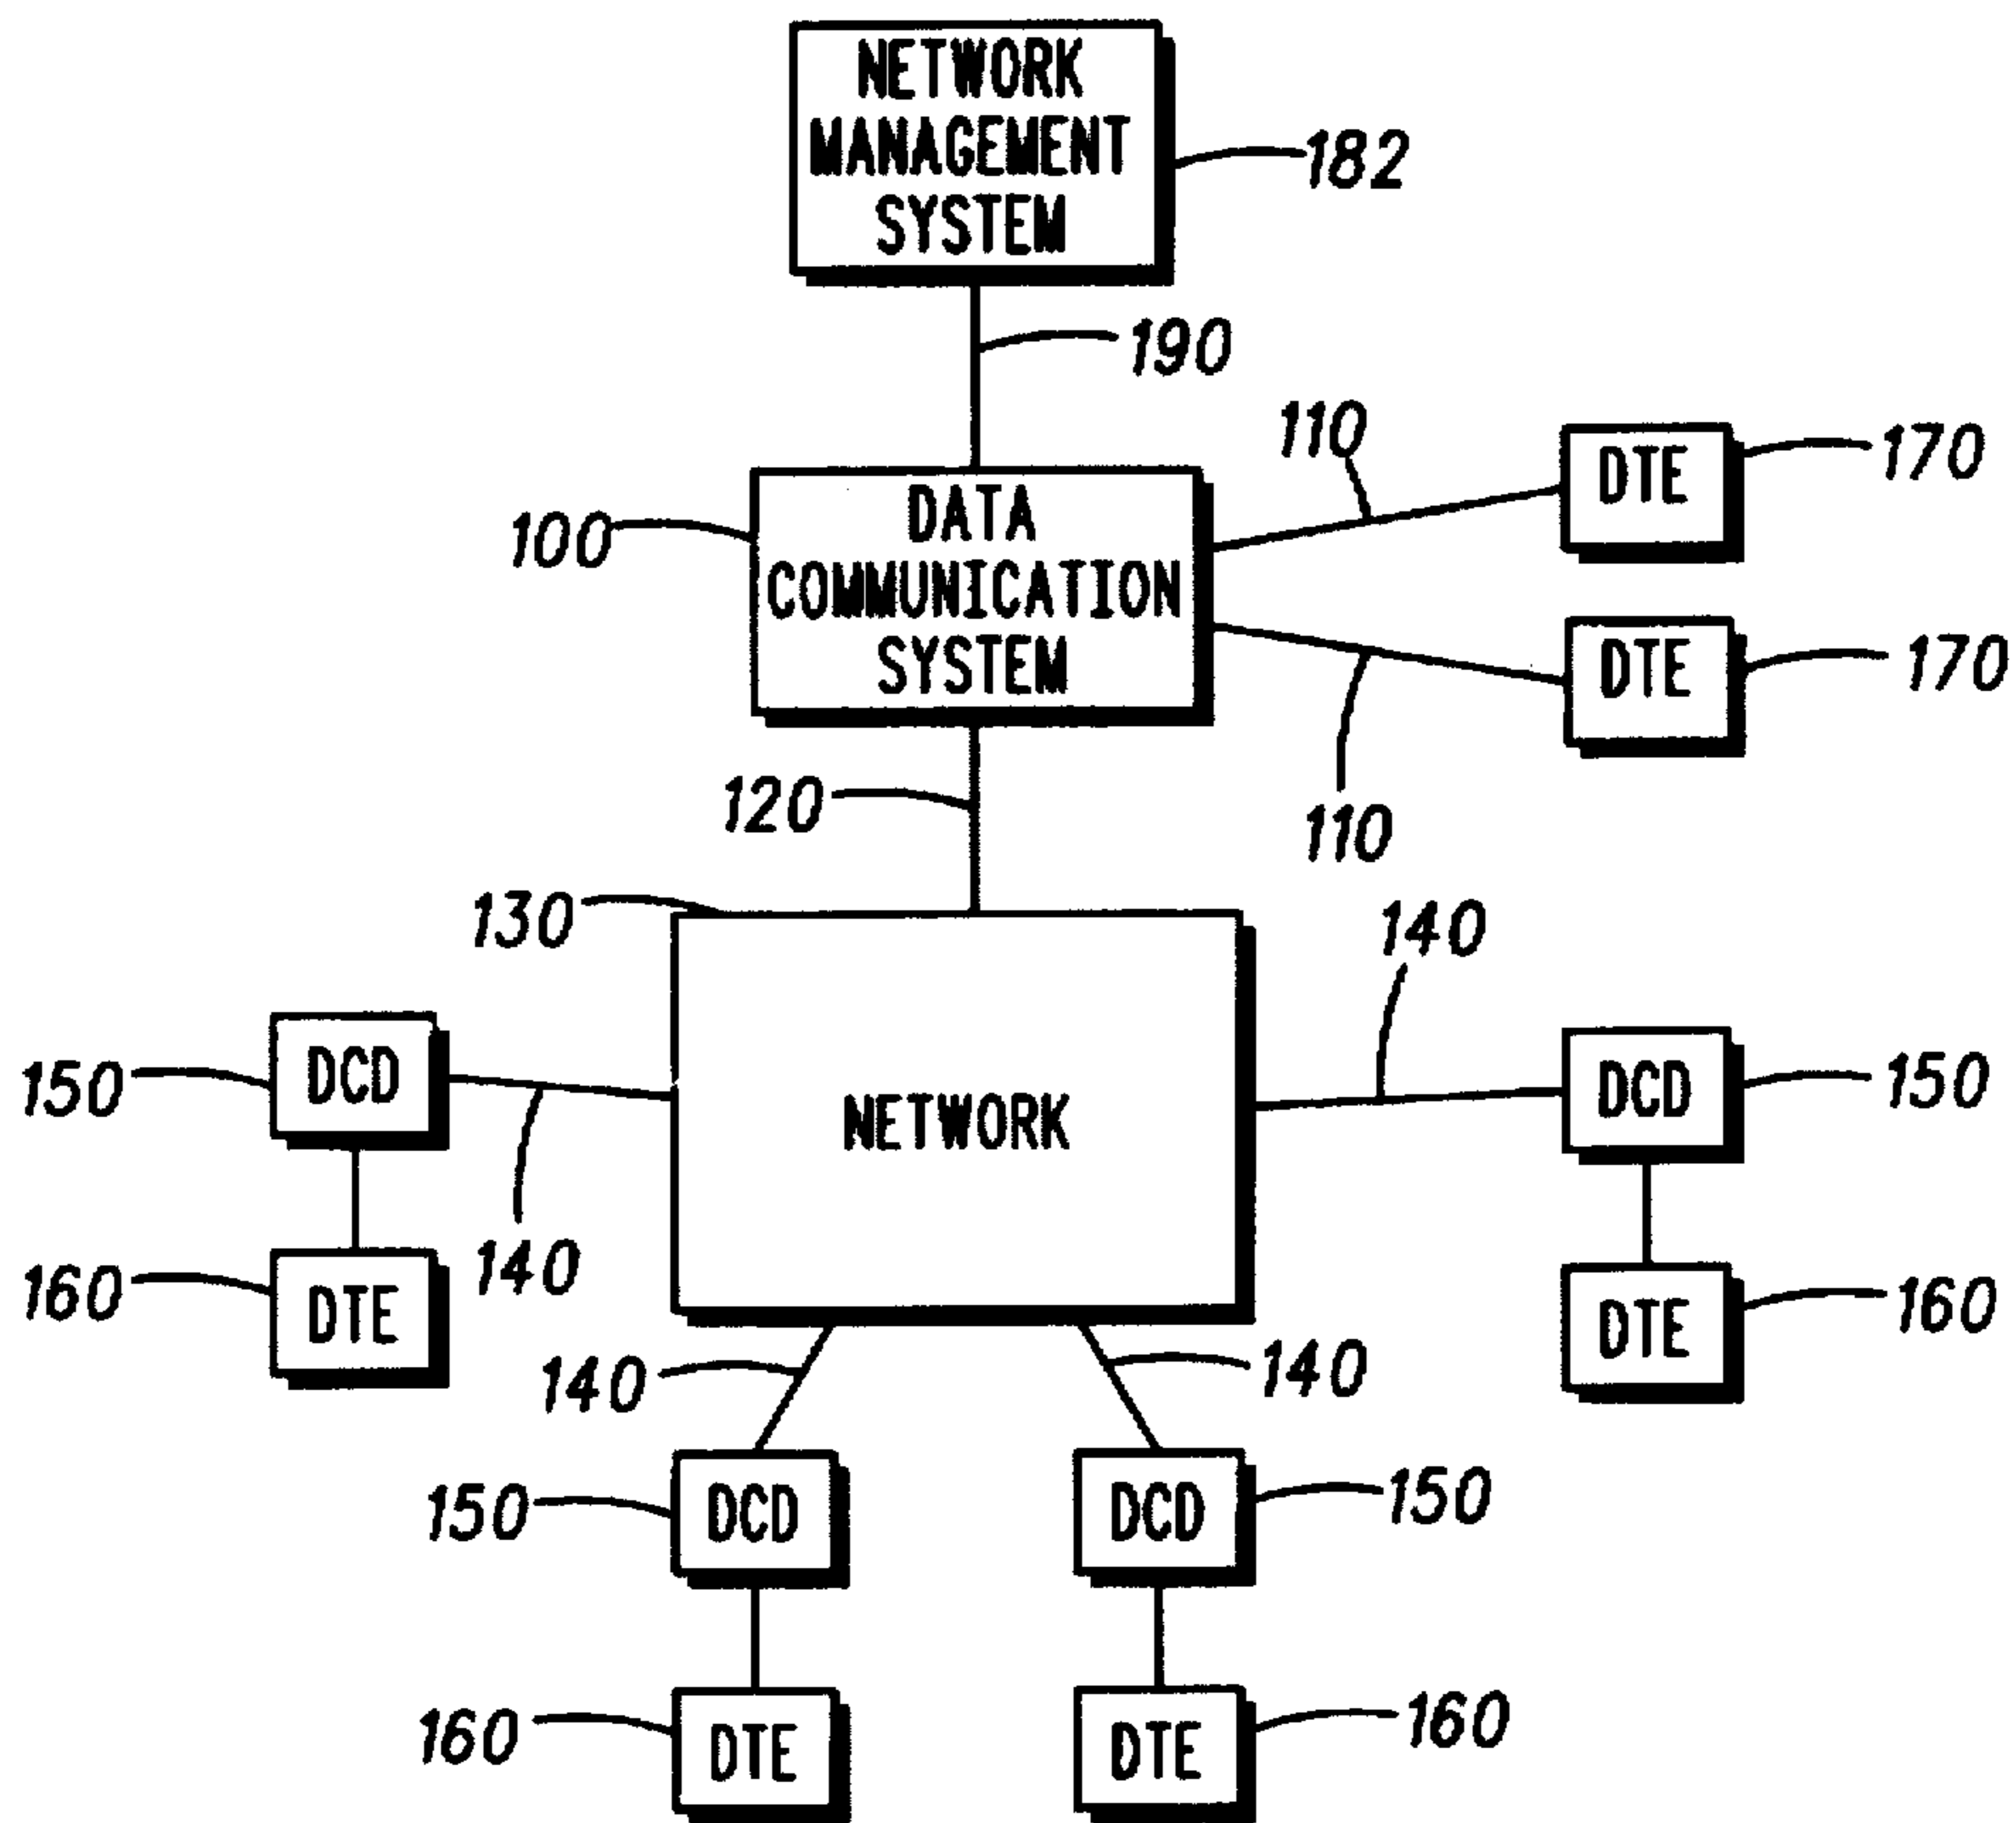 NETWORK
MANAGEMENT
SYSTEM
182
190
110
DTE
170
100
DATA
COMMUNICATION
SYSTEM
DTE
170
120
110
130
140
DCD
150
NETWORK
DCD
150
140
160
DTE
DTE
160
140
140
150
DCD
DCD
150
160
DTE
DTE
160